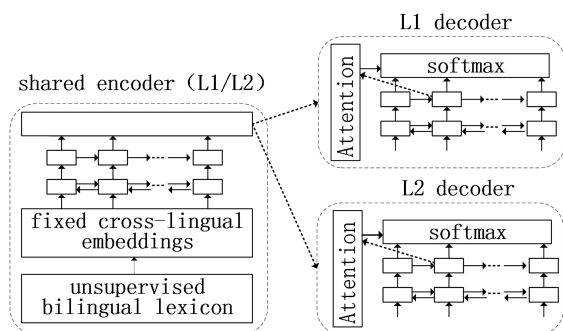 shared encoder (L1/L2)
fixed cross-lingual
embeddings
unsupervised
bilingual lexicon
L1 decoder
Attention
softmax
L2 decoder
Attention
softmax